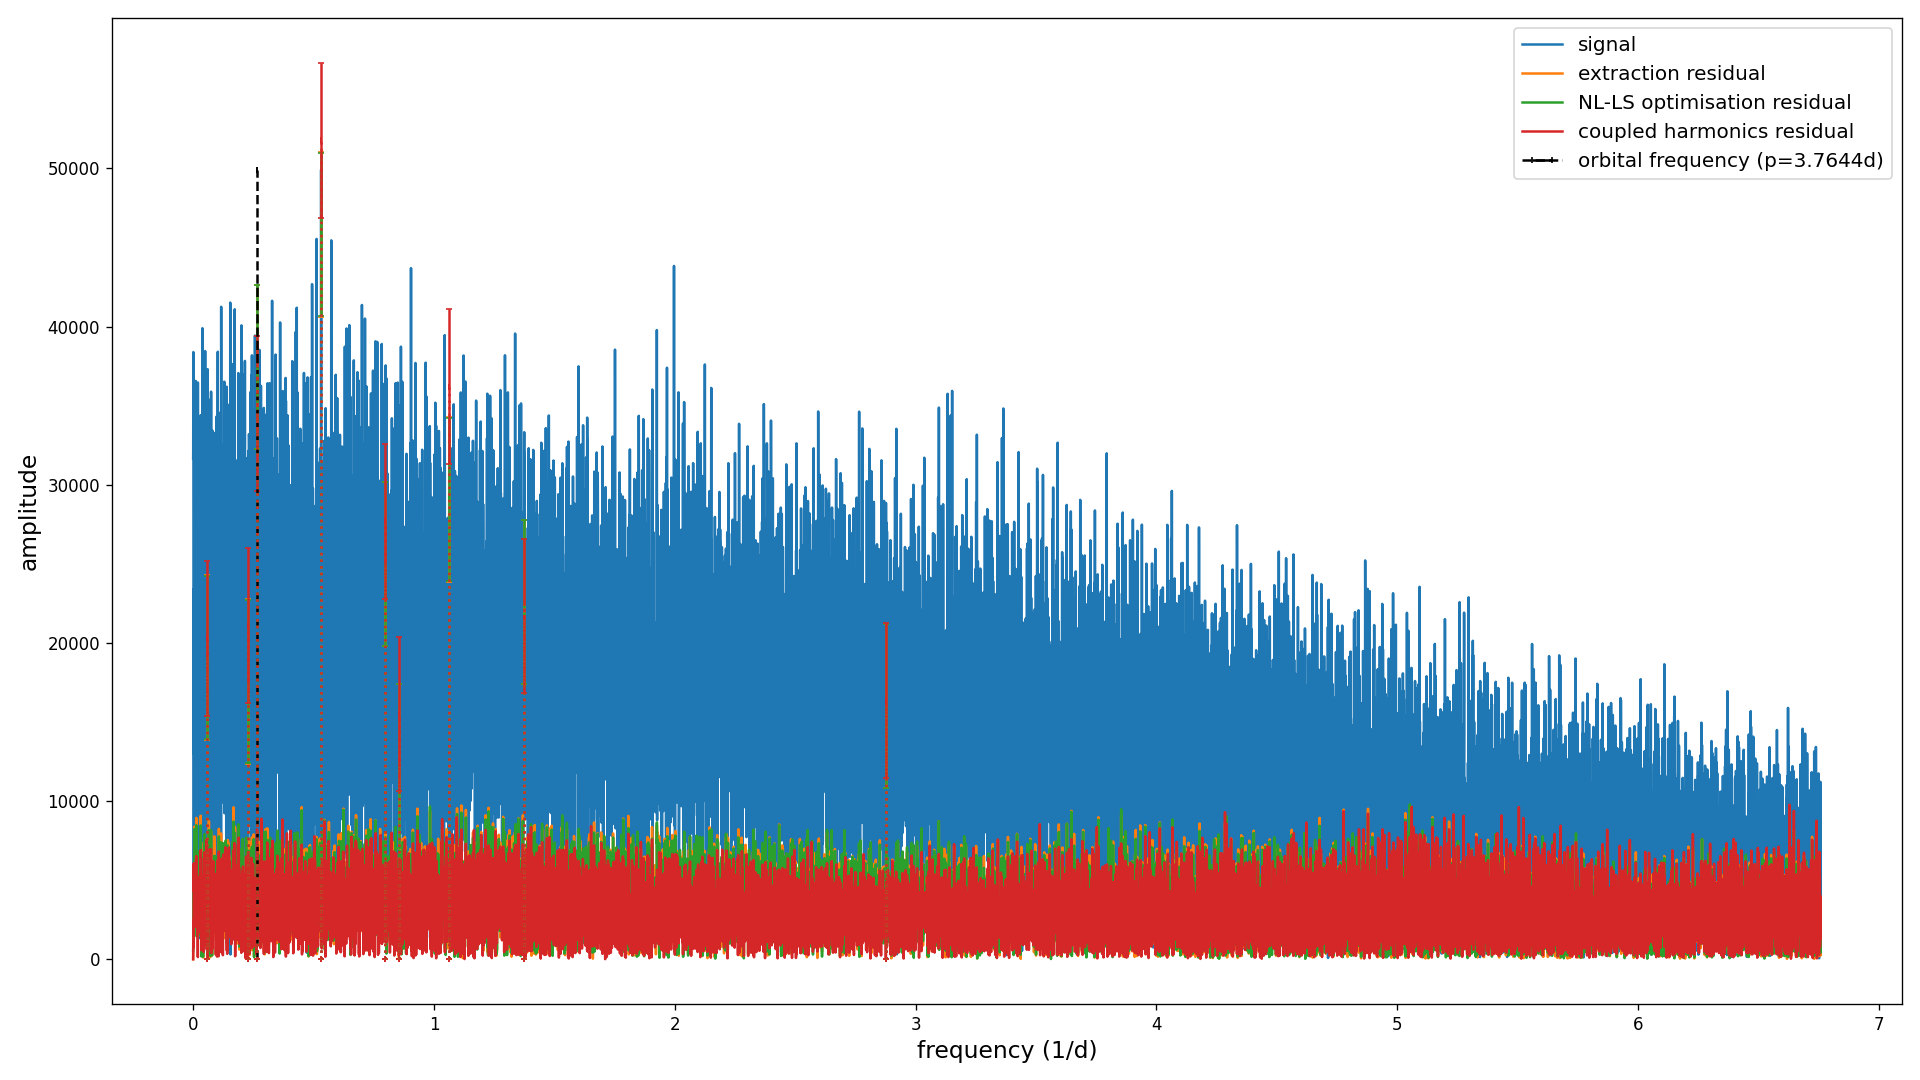 signal
extraction residual
NL-LS optimisation residual
coupled harmonics residual
orbital frequency (p=3.7644d)
50000
40000
30000
20000
10000
0
amplitude
0 1 2 3 4 5 6 7
frequency (1/d)